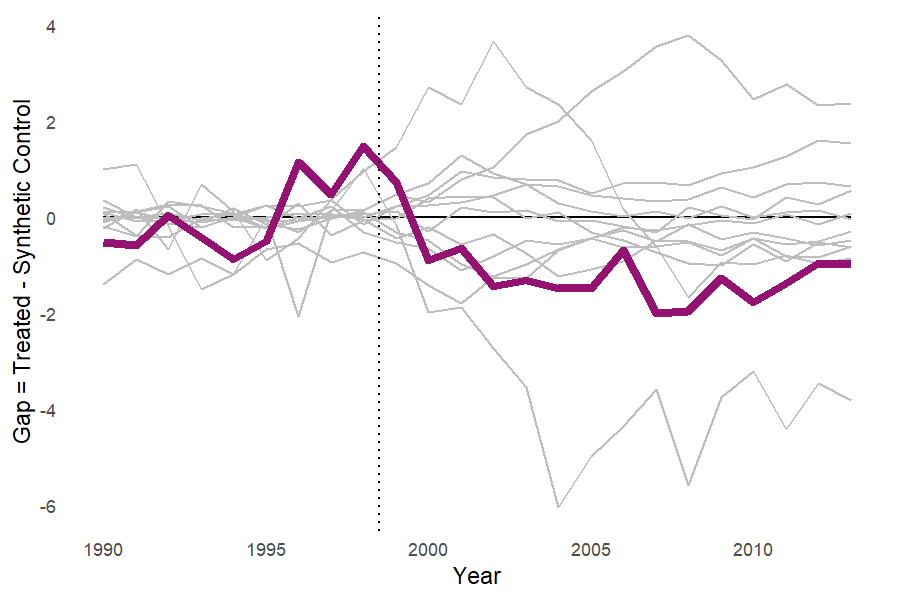 Gap = Treated - Synthetic Control
4
2
0
-2
-4
-6
1990 1995 2000 2005 2010
Year